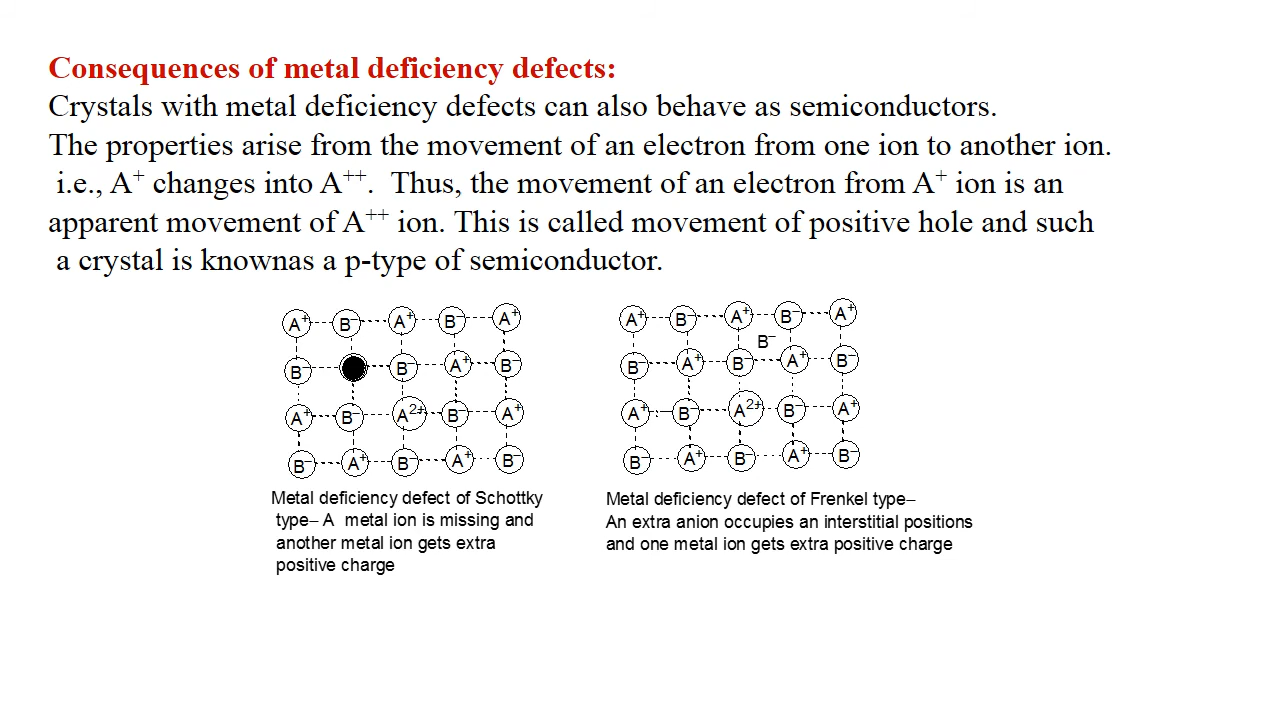 Consequences of metal deficiency defects:
Crystals with metal deficiency defects can also behave as semiconductors.
The properties arise from the movement of an electron from one ion to another ion.
i.e., A⁺ changes into A⁺⁺. Thus, the movement of an electron from A⁺ ion is an
apparent movement of A⁺⁺ ion. This is called movement of positive hole and such
a crystal is knownas a p-type of semiconductor.
A⁺ B⁻ A⁺ B⁻ A⁺
B⁻ B⁻ A⁺ B⁻
A⁺ B⁻ A²⁺ B⁻ A⁺
B⁻ A⁺ B⁻ A⁺ B⁻
Metal deficiency defect of Schottky
type– A metal ion is missing and
another metal ion gets extra
positive charge
A⁺ B⁻ A⁺ B⁻ A⁺
B⁻
B⁻ A⁺ B⁻ A⁺ B⁻
A⁺ B⁻ A²⁺ B⁻ A⁺
B⁻ A⁺ B⁻ A⁺ B⁻
Metal deficiency defect of Frenkel type–
An extra anion occupies an interstitial positions
and one metal ion gets extra positive charge